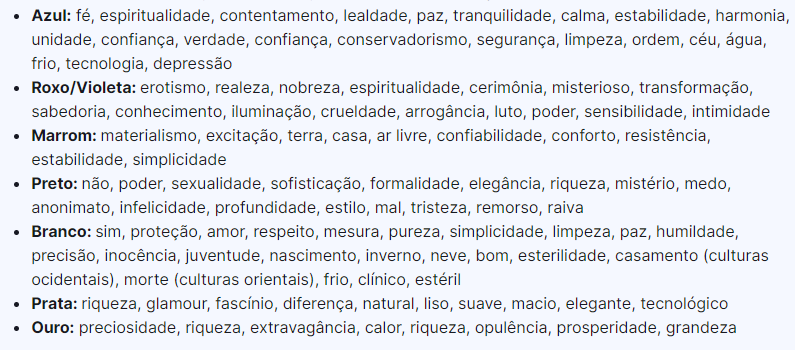 • Azul: fé, espiritualidade, contentamento, lealdade, paz, tranquilidade, calma, estabilidade, harmonia,
unidade, confiança, verdade, confiança, conservadorismo, segurança, limpeza, ordem, céu, água,
frio, tecnologia, depressão
• Roxo/Violeta: erotismo, realeza, nobreza, espiritualidade, cerimônia, misterioso, transformação,
sabedoria, conhecimento, iluminação, crueldade, arrogância, luto, poder, sensibilidade, intimidade
• Marrom: materialismo, excitação, terra, casa, ar livre, confiabilidade, conforto, resistência,
estabilidade, simplicidade
• Preto: não, poder, sexualidade, sofisticação, formalidade, elegância, riqueza, mistério, medo,
anonimato, infelicidade, profundidade, estilo, mal, tristeza, remorso, raiva
• Branco: sim, proteção, amor, respeito, mesura, pureza, simplicidade, limpeza, paz, humildade,
precisão, inocência, juventude, nascimento, inverno, neve, bom, esterilidade, casamento (culturas
ocidentais), morte (culturas orientais), frio, clínico, estéril
• Prata: riqueza, glamour, fascínio, diferença, natural, liso, suave, macio, elegante, tecnológico
• Ouro: preciosidade, riqueza, extravagância, calor, riqueza, opulência, prosperidade, grandeza